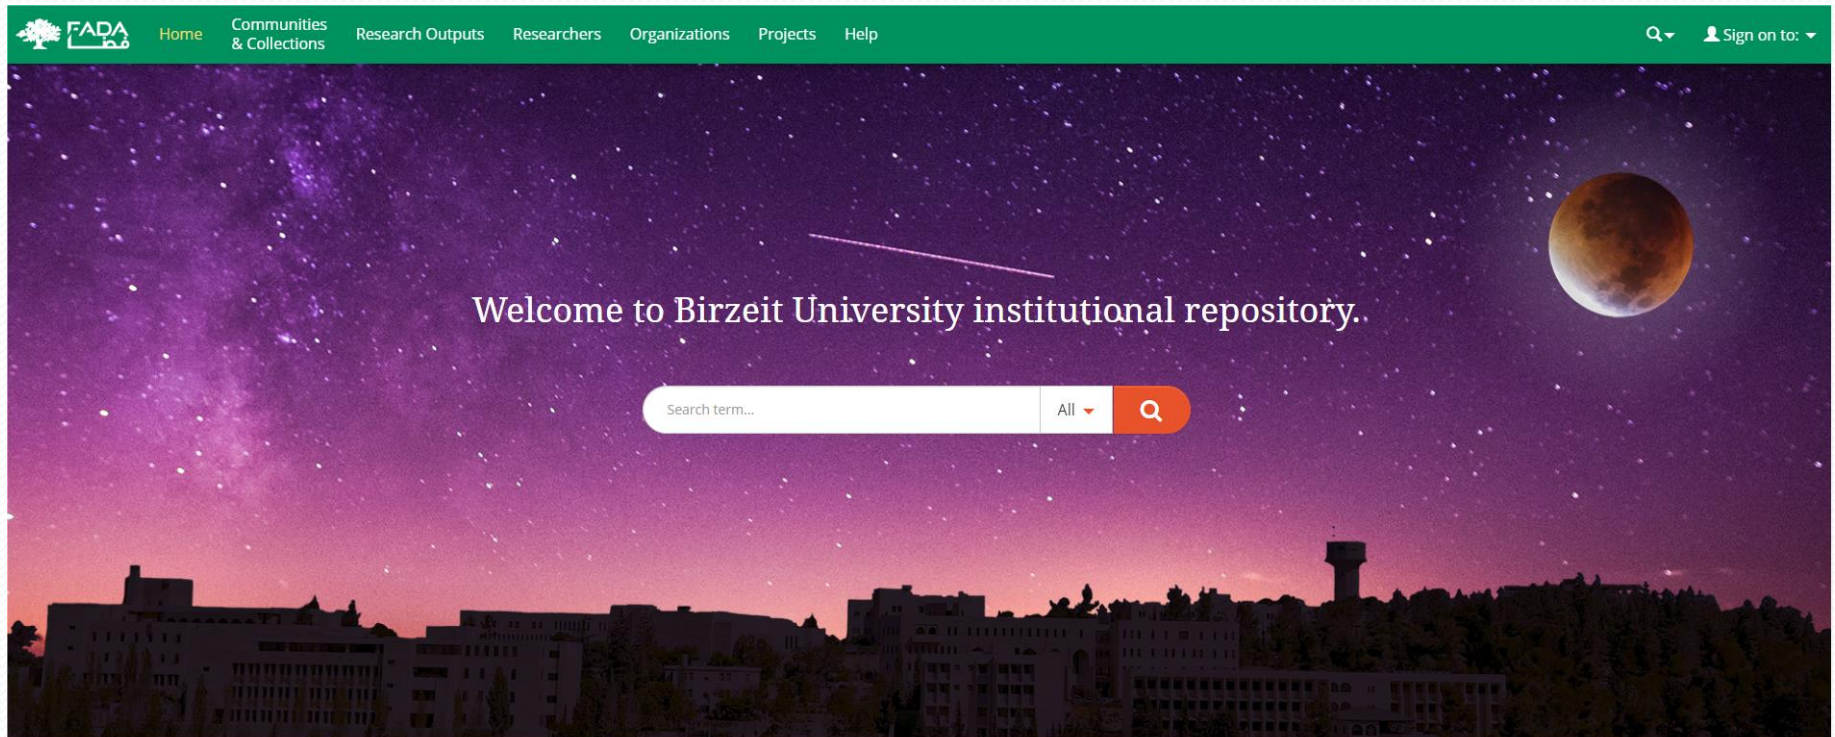 FADA
فضا
Home
Communities
& Collections
Research Outputs
Researchers
Organizations
Projects
Help
Sign on to:
Welcome to Birzeit University institutional repository.
Search term...
All